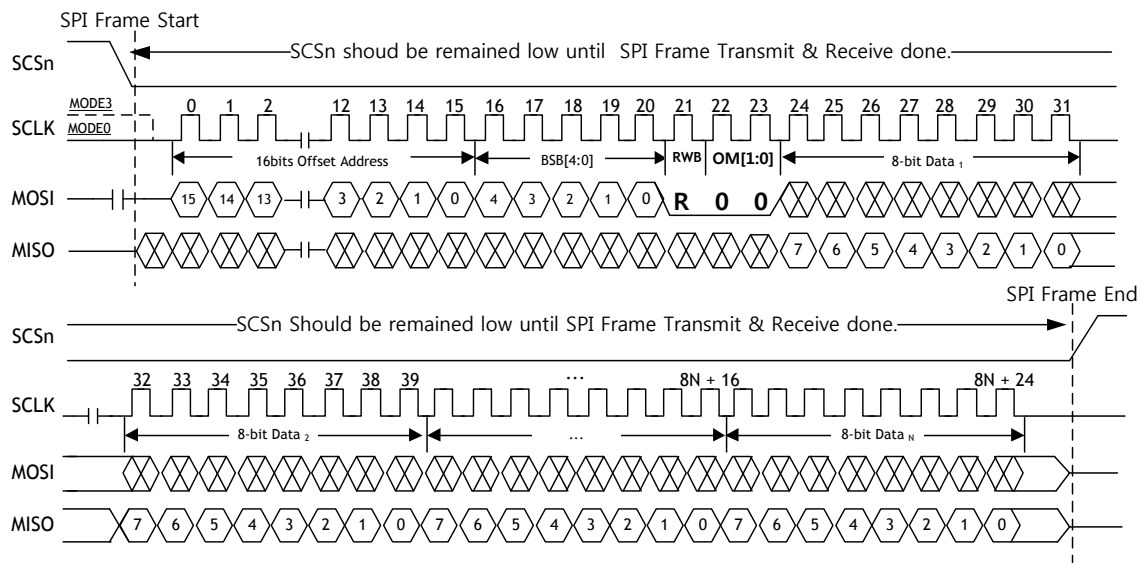 SPI Frame Start
SCSn shoud be remained low until SPI Frame Transmit & Receive done.
SCSn
MODE3
0 1 2 12 13 14 15 16 17 18 19 20 21 22 23 24 25 26 27 28 29 30 31
SCLK
MODE0
16bits Offset Address BSB[4:0] RWB OM[1:0] 8-bit Data 1
MOSI 15 14 13 3 2 1 0 4 3 2 1 0 R 0 0
MISO 7 6 5 4 3 2 1 0
SPI Frame End
SCSn Should be remained low until SPI Frame Transmit & Receive done.
SCSn
32 33 34 35 36 37 38 39 ... 8N + 16 8N + 24
SCLK
8-bit Data 2 ... 8-bit Data N
MOSI
MISO 7 6 5 4 3 2 1 0 7 6 5 4 3 2 1 0 7 6 5 4 3 2 1 0